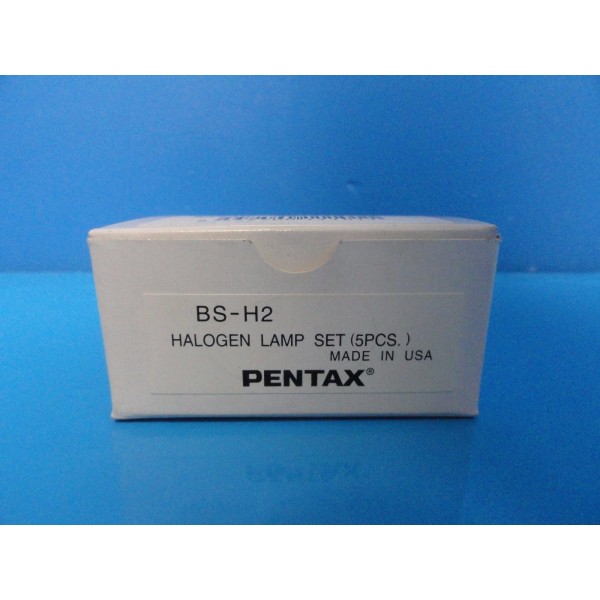 BS-H2
HALOGEN LAMP SET (5PCS.)
MADE IN USA
PENTAX®